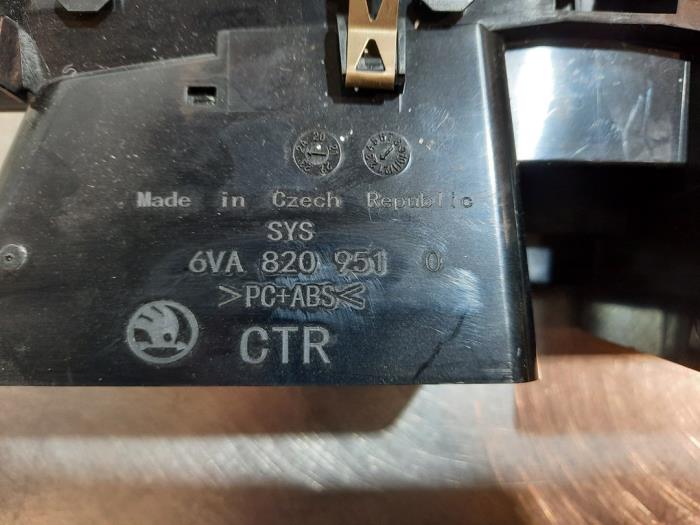 Made in Czech Republic
SYS
6VA 820 951 0
>PC+ABS<
CTR